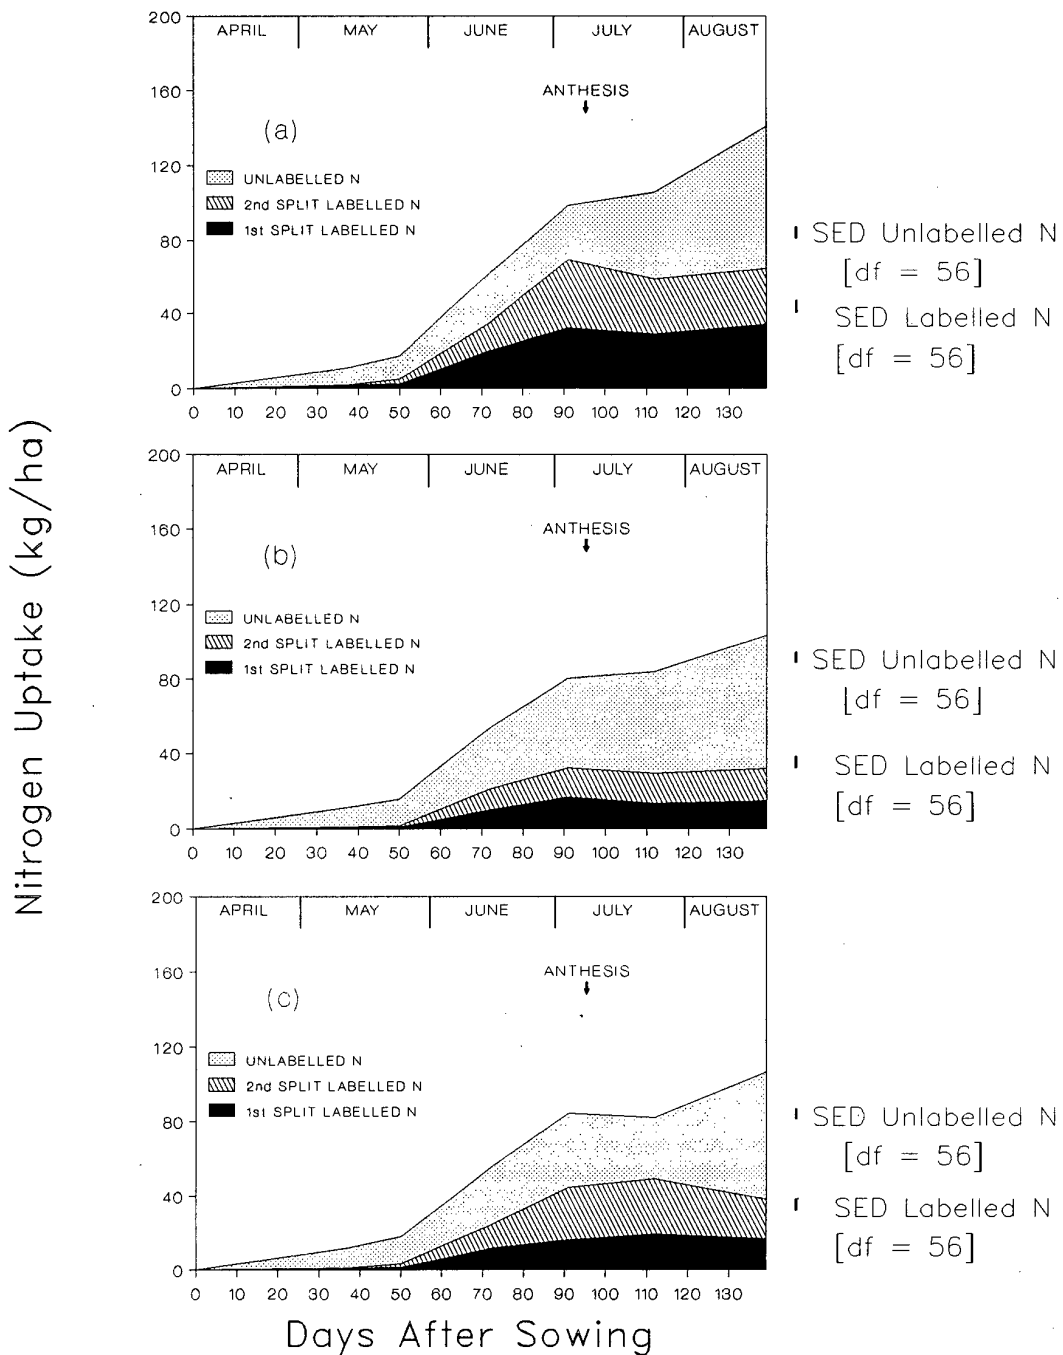 Nitrogen Uptake (kg/ha)
200
APRIL MAY JUNE JULY AUGUST
160
ANTHESIS
(a)
120
UNLABELLED N
2nd SPLIT LABELLED N
1st SPLIT LABELLED N
80
40
0
0 10 20 30 40 50 60 70 80 90 100 110 120 130
SED Unlabelled N
[df = 56]
SED Labelled N
[df = 56]
200
APRIL MAY JUNE JULY AUGUST
160
ANTHESIS
(b)
120
UNLABELLED N
2nd SPLIT LABELLED N
1st SPLIT LABELLED N
80
40
0
0 10 20 30 40 50 60 70 80 90 100 110 120 130
SED Unlabelled N
[df = 56]
SED Labelled N
[df = 56]
200
APRIL MAY JUNE JULY AUGUST
160
ANTHESIS
(c)
120
UNLABELLED N
2nd SPLIT LABELLED N
1st SPLIT LABELLED N
80
40
0
0 10 20 30 40 50 60 70 80 90 100 110 120 130
SED Unlabelled N
[df = 56]
SED Labelled N
[df = 56]
Days After Sowing